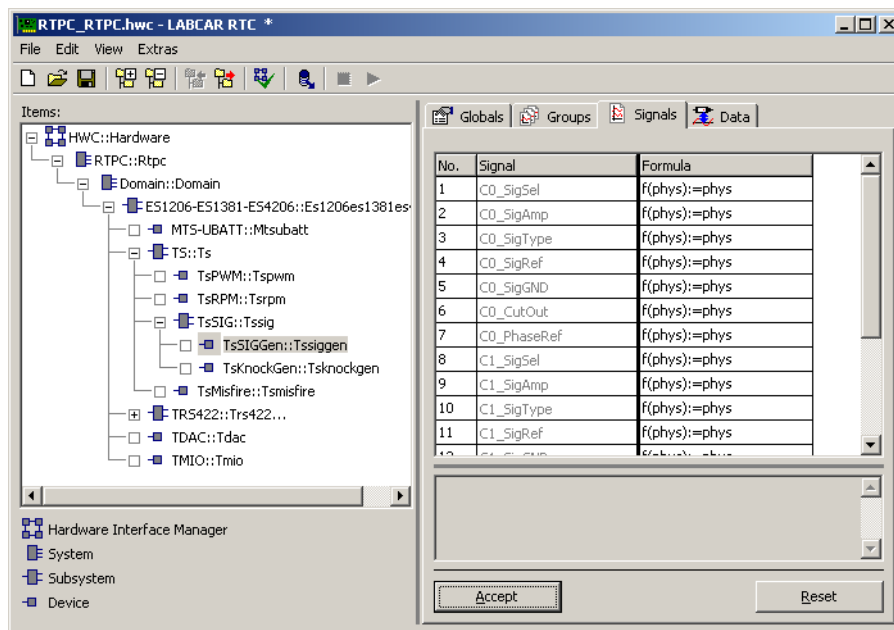 RTPC_RTPC.hwc - LABCAR RTC *
File Edit View Extras
Items:
HWC::Hardware
RTPC::Rtpc
Domain::Domain
ES1206-ES1381-ES4206::Es1206es1381es
MTS-UBATT::Mtsubatt
TS::Ts
TsPWM::Tspwm
TsRPM::Tsrpm
TsSIG::Tssig
TsSIGGen::Tssiggen
TsKnockGen::Tsknockgen
TsMisfire::Tsmisfire
TRS422::Trs422...
TDAC::Tdac
TMIO::Tmio
Hardware Interface Manager
System
Subsystem
Device
Globals Groups Signals Data
No. Signal Formula
1 C0_SigSel f(phys):=phys
2 C0_SigAmp f(phys):=phys
3 C0_SigType f(phys):=phys
4 C0_SigRef f(phys):=phys
5 C0_SigGND f(phys):=phys
6 C0_CutOut f(phys):=phys
7 C0_PhaseRef f(phys):=phys
8 C1_SigSel f(phys):=phys
9 C1_SigAmp f(phys):=phys
10 C1_SigType f(phys):=phys
11 C1_SigRef f(phys):=phys
Accept Reset